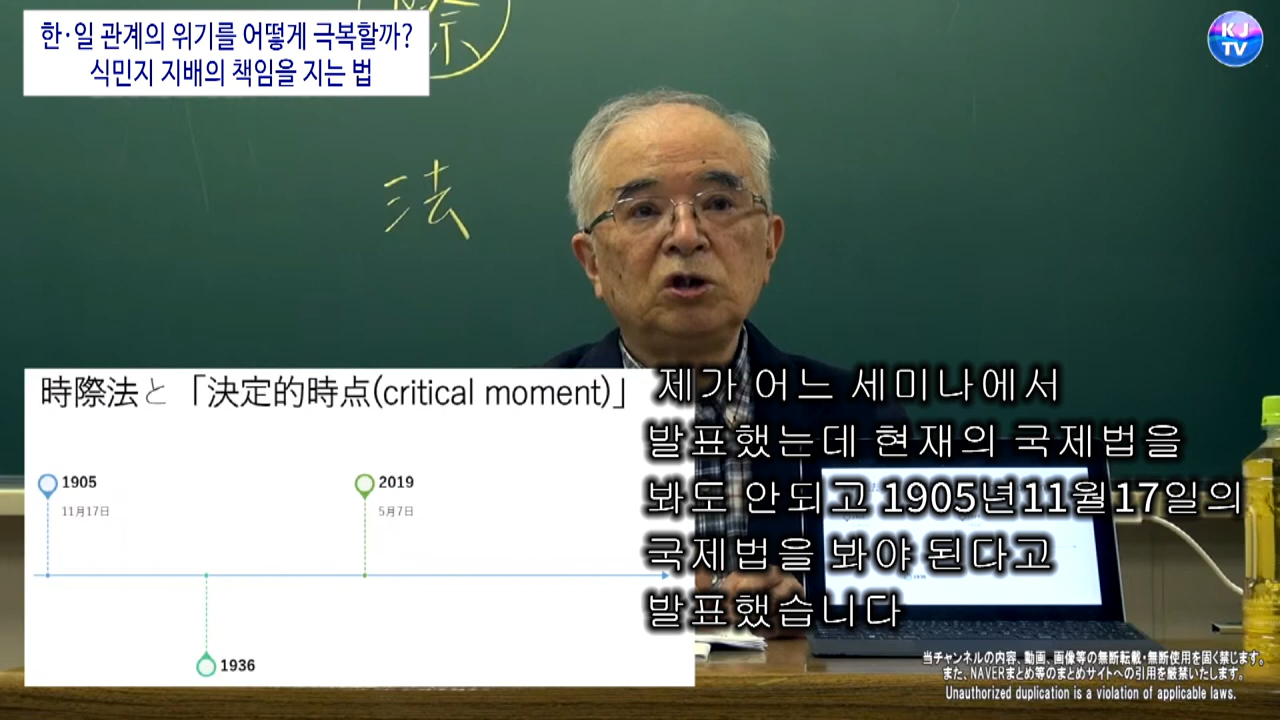 한·일 관계의 위기를 어떻게 극복할까?
식민지 지배의 책임을 지는 법
KJ
TV
際
法
時際法と「決定的時点(critical moment)」
1905
11月17日
2019
5月7日
1936
제가 어느 세미나에서
발표했는데 현재의 국제법을
봐도 안되고 1905년11월17일의
국제법을 봐야 된다고
발표했습니다
当チャンネルの内容、動画、画像等の無断転載・無断使用を固く禁じます。
また、NAVERまとめ等のまとめサイトへの引用を厳禁いたします。
Unauthorized duplication is a violation of applicable laws.